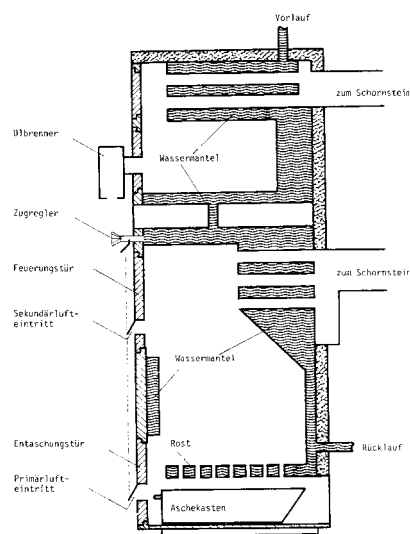 Vorlauf
zum Schornstein
Ölbrenner
Wassermantel
Zugregler
Feuerungstür
zum Schornstein
Sekundärluft-
eintritt
Wassermantel
Rost
Entaschungstür
Rücklauf
Primärluft-
eintritt
Aschekasten